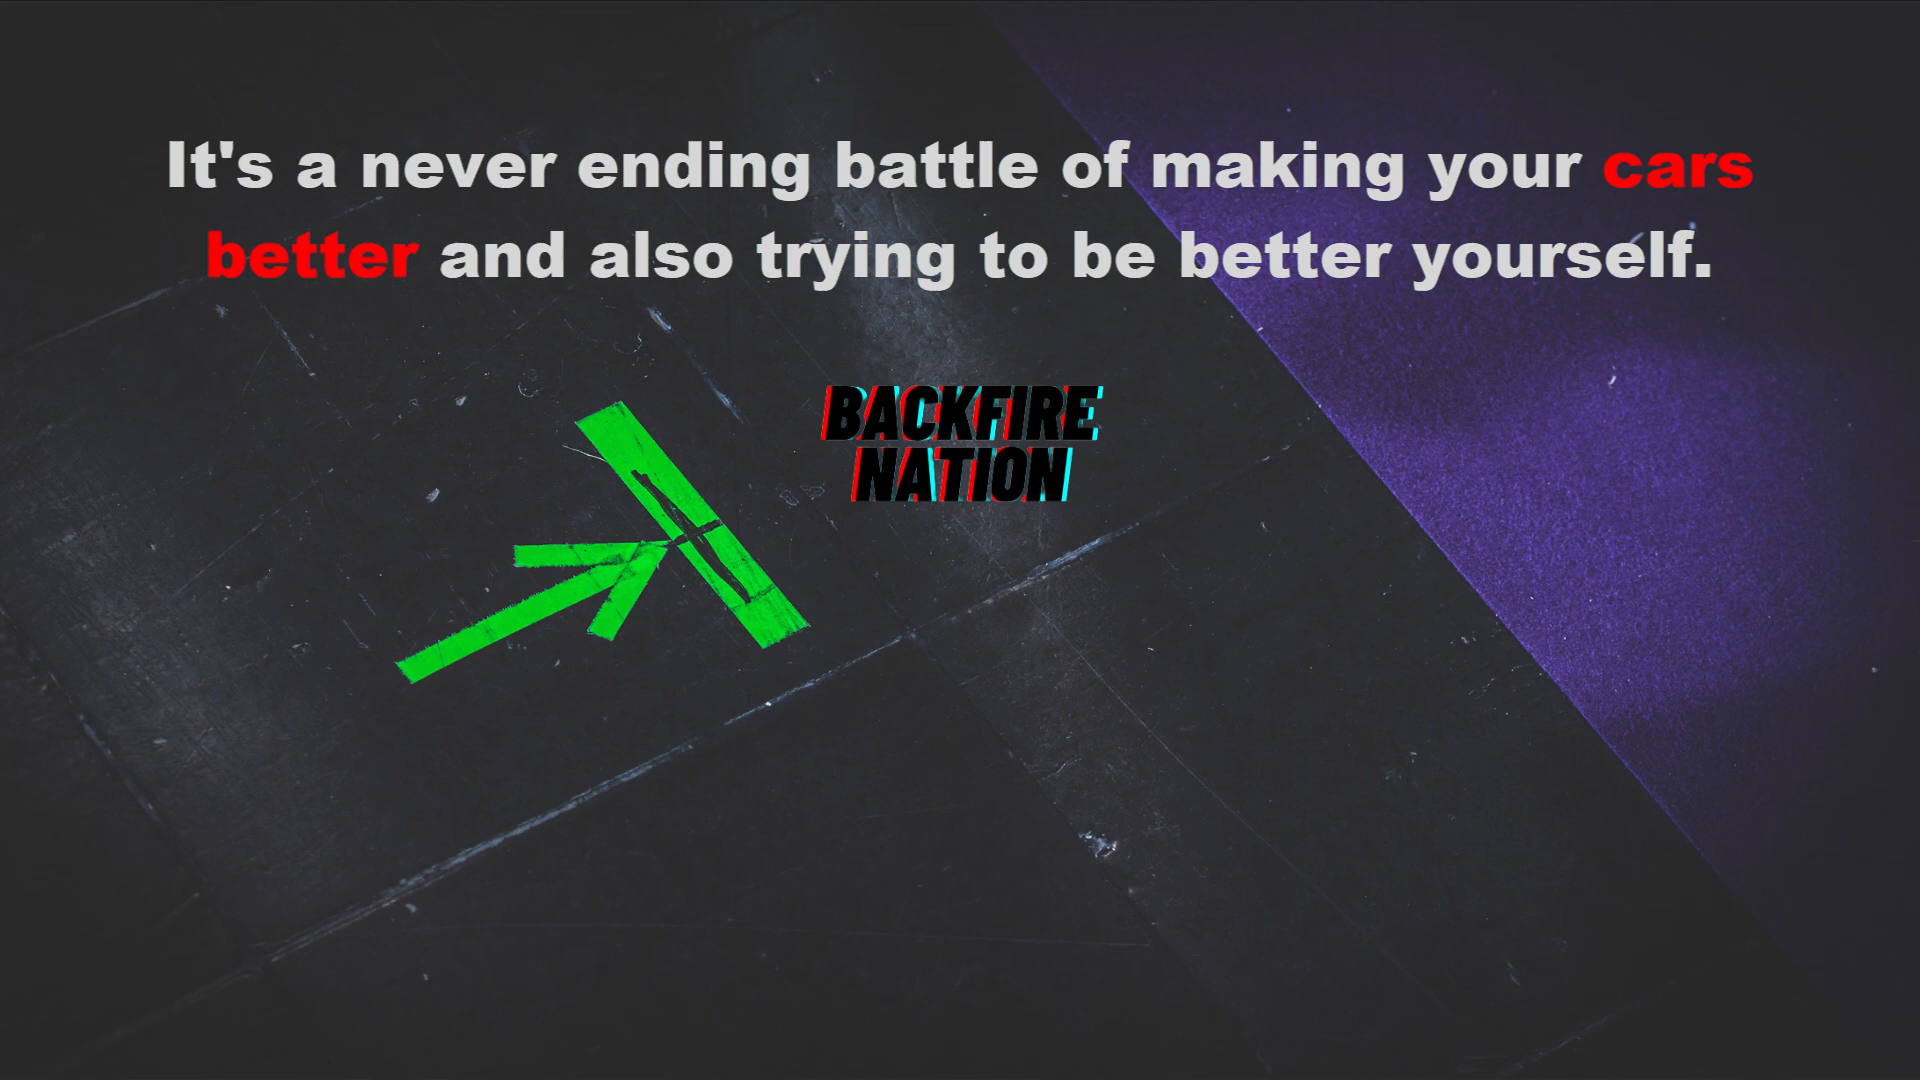 It's a never ending battle of making your cars
better and also trying to be better yourself.
BACKFIRE
NATION